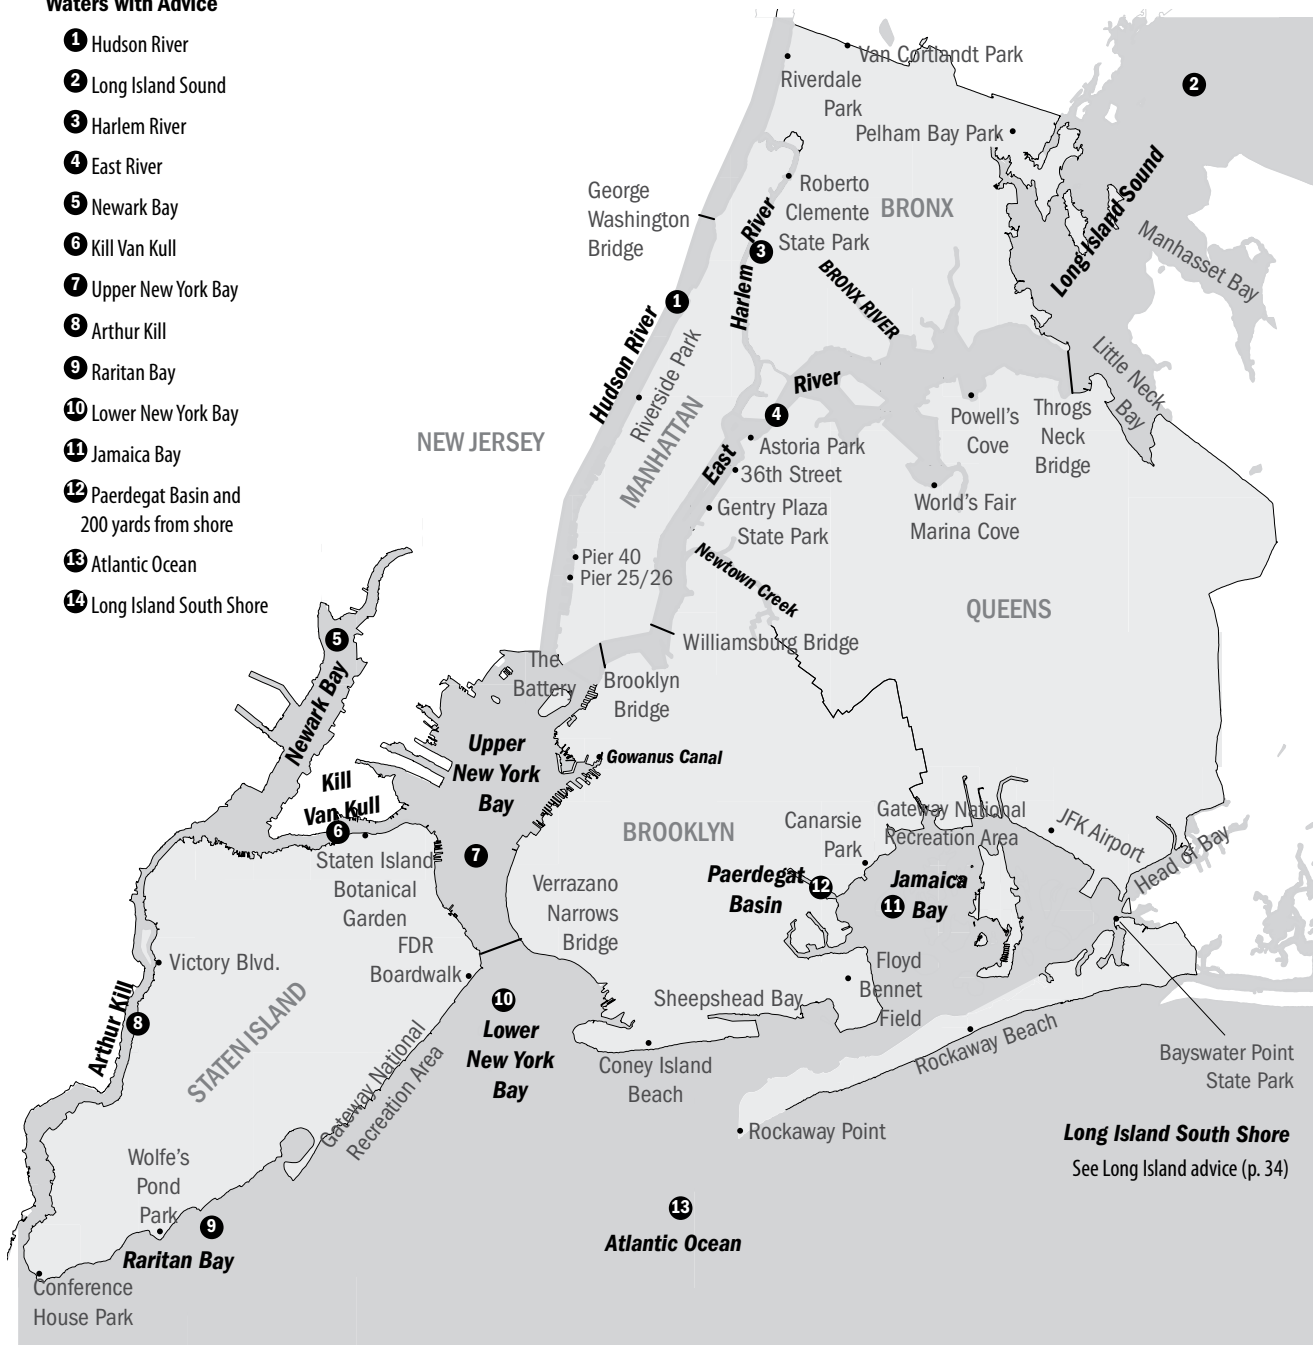 Waters with Advice
1 Hudson River
2 Long Island Sound
3 Harlem River
4 East River
5 Newark Bay
6 Kill Van Kull
7 Upper New York Bay
8 Arthur Kill
9 Raritan Bay
10 Lower New York Bay
11 Jamaica Bay
12 Paerdegat Basin and
200 yards from shore
13 Atlantic Ocean
14 Long Island South Shore
Van Cortlandt Park
Riverdale
Park
2
Pelham Bay Park
George
Washington
Bridge
Roberto
Clemente
State Park
BRONX
Long Island Sound
Manhasset Bay
Harlem River
3
BRONX RIVER
1
Hudson River
Riverside Park
MANHATTAN
NEW JERSEY
East River
4
Little Neck
Bay
Powell's
Cove
Throgs
Neck
Bridge
Astoria Park
36th Street
Gentry Plaza
State Park
World's Fair
Marina Cove
Newtown Creek
Pier 40
Pier 25/26
QUEENS
Williamsburg Bridge
The
Battery
Brooklyn
Bridge
5
Newark Bay
Upper
New York
Bay
Gowanus Canal
Kill
Van Kull
6
7
BROOKLYN
Staten Island
Botanical
Garden
Canarsie
Park
Gateway National
Recreation Area
JFK Airport
Head of Bay
Paerdegat
Basin
12
Jamaica
Bay
11
Verrazano
Narrows
Bridge
FDR
Boardwalk
Victory Blvd.
Arthur Kill
8
STATEN ISLAND
Gateway National
Recreation Area
10
Lower
New York
Bay
Sheepshead Bay
Floyd
Bennet
Field
Coney Island
Beach
Rockaway Beach
Bayswater Point
State Park
Rockaway Point
Long Island South Shore
See Long Island advice (p. 34)
Wolfe's
Pond
Park
9
Raritan Bay
13
Atlantic Ocean
Conference
House Park